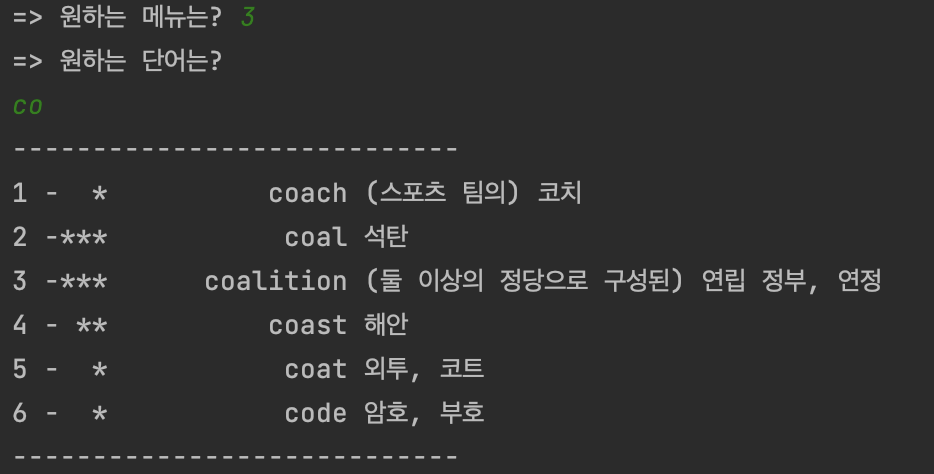 => 원하는 메뉴는? 3
=> 원하는 단어는?
co
----------------------------
1 -  *          coach (스포츠 팀의) 코치
2 -***           coal 석탄
3 -***      coalition (둘 이상의 정당으로 구성된) 연립 정부, 연정
4 - **          coast 해안
5 -  *           coat 외투, 코트
6 -  *           code 암호, 부호
----------------------------